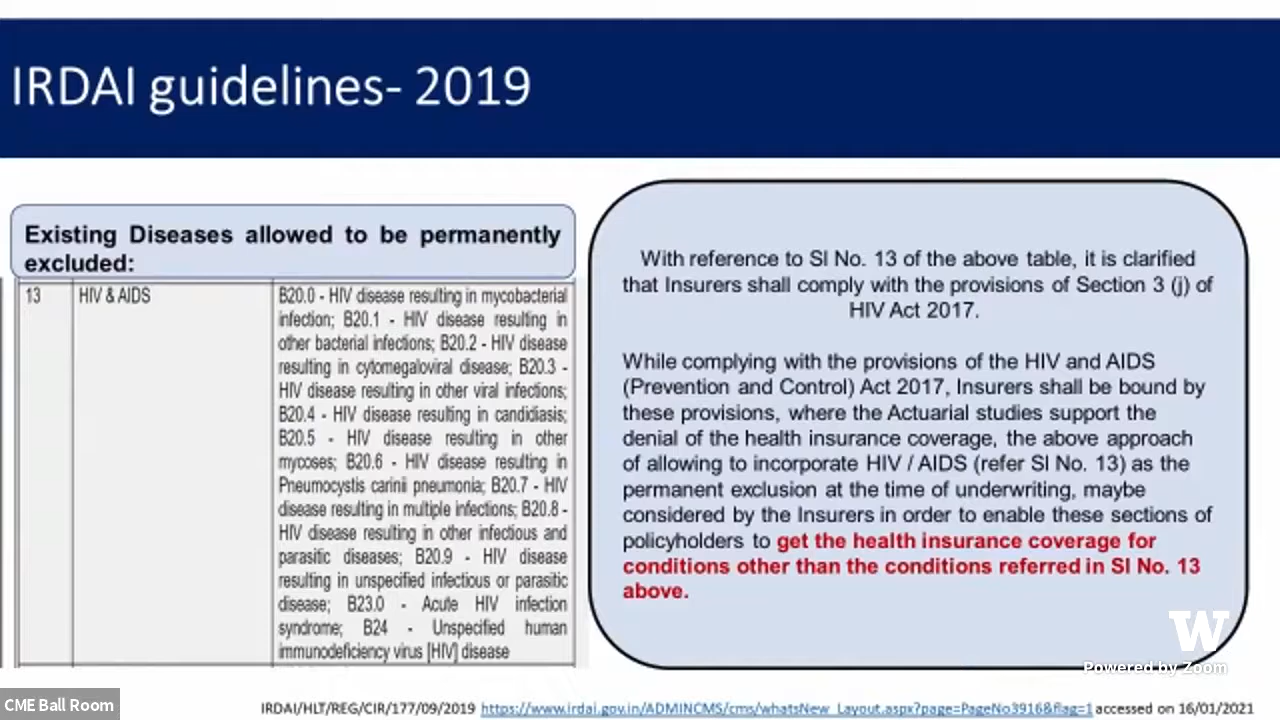 IRDAI guidelines- 2019
Existing Diseases allowed to be permanently
excluded:
13 HIV & AIDS B20.0 - HIV disease resulting in mycobacterial
infection; B20.1 - HIV disease resulting in
other bacterial infections; B20.2 - HIV disease
resulting in cytomegaloviral disease; B20.3 -
HIV disease resulting in other viral infections;
B20.4 - HIV disease resulting in candidiasis;
B20.5 - HIV disease resulting in other
mycoses; B20.6 - HIV disease resulting in
Pneumocystis carinii pneumonia; B20.7 - HIV
disease resulting in multiple infections; B20.8 -
HIV disease resulting in other infectious and
parasitic diseases; B20.9 - HIV disease
resulting in unspecified infectious or parasitic
disease; B23.0 - Acute HIV infection
syndrome; B24 - Unspecified human
immunodeficiency virus [HIV] disease
With reference to SI No. 13 of the above table, it is clarified
that Insurers shall comply with the provisions of Section 3 (j) of
HIV Act 2017.
While complying with the provisions of the HIV and AIDS
(Prevention and Control) Act 2017, Insurers shall be bound by
these provisions, where the Actuarial studies support the
denial of the health insurance coverage, the above approach
of allowing to incorporate HIV / AIDS (refer SI No. 13) as the
permanent exclusion at the time of underwriting, maybe
considered by the Insurers in order to enable these sections of
policyholders to get the health insurance coverage for
conditions other than the conditions referred in SI No. 13
above.
W
Powered by Zoom
CME Ball Room
IRDAI/HLT/REG/CIR/177/09/2019 https://www.irdai.gov.in/ADMINCMS/cms/whatsNew_Layout.aspx?page=PageNo3916&flag=1 accessed on 16/01/2021